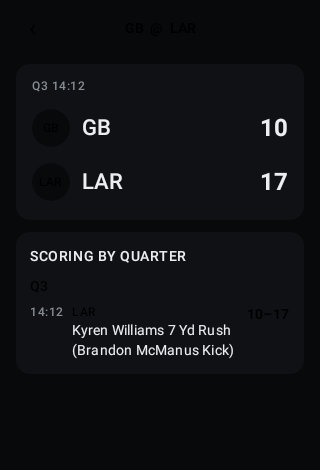 GB @ LAR
Q3 14:12
GB GB 10
LAR LAR 17
SCORING BY QUARTER
Q3
14:12 LAR 10–17
Kyren Williams 7 Yd Rush
(Brandon McManus Kick)